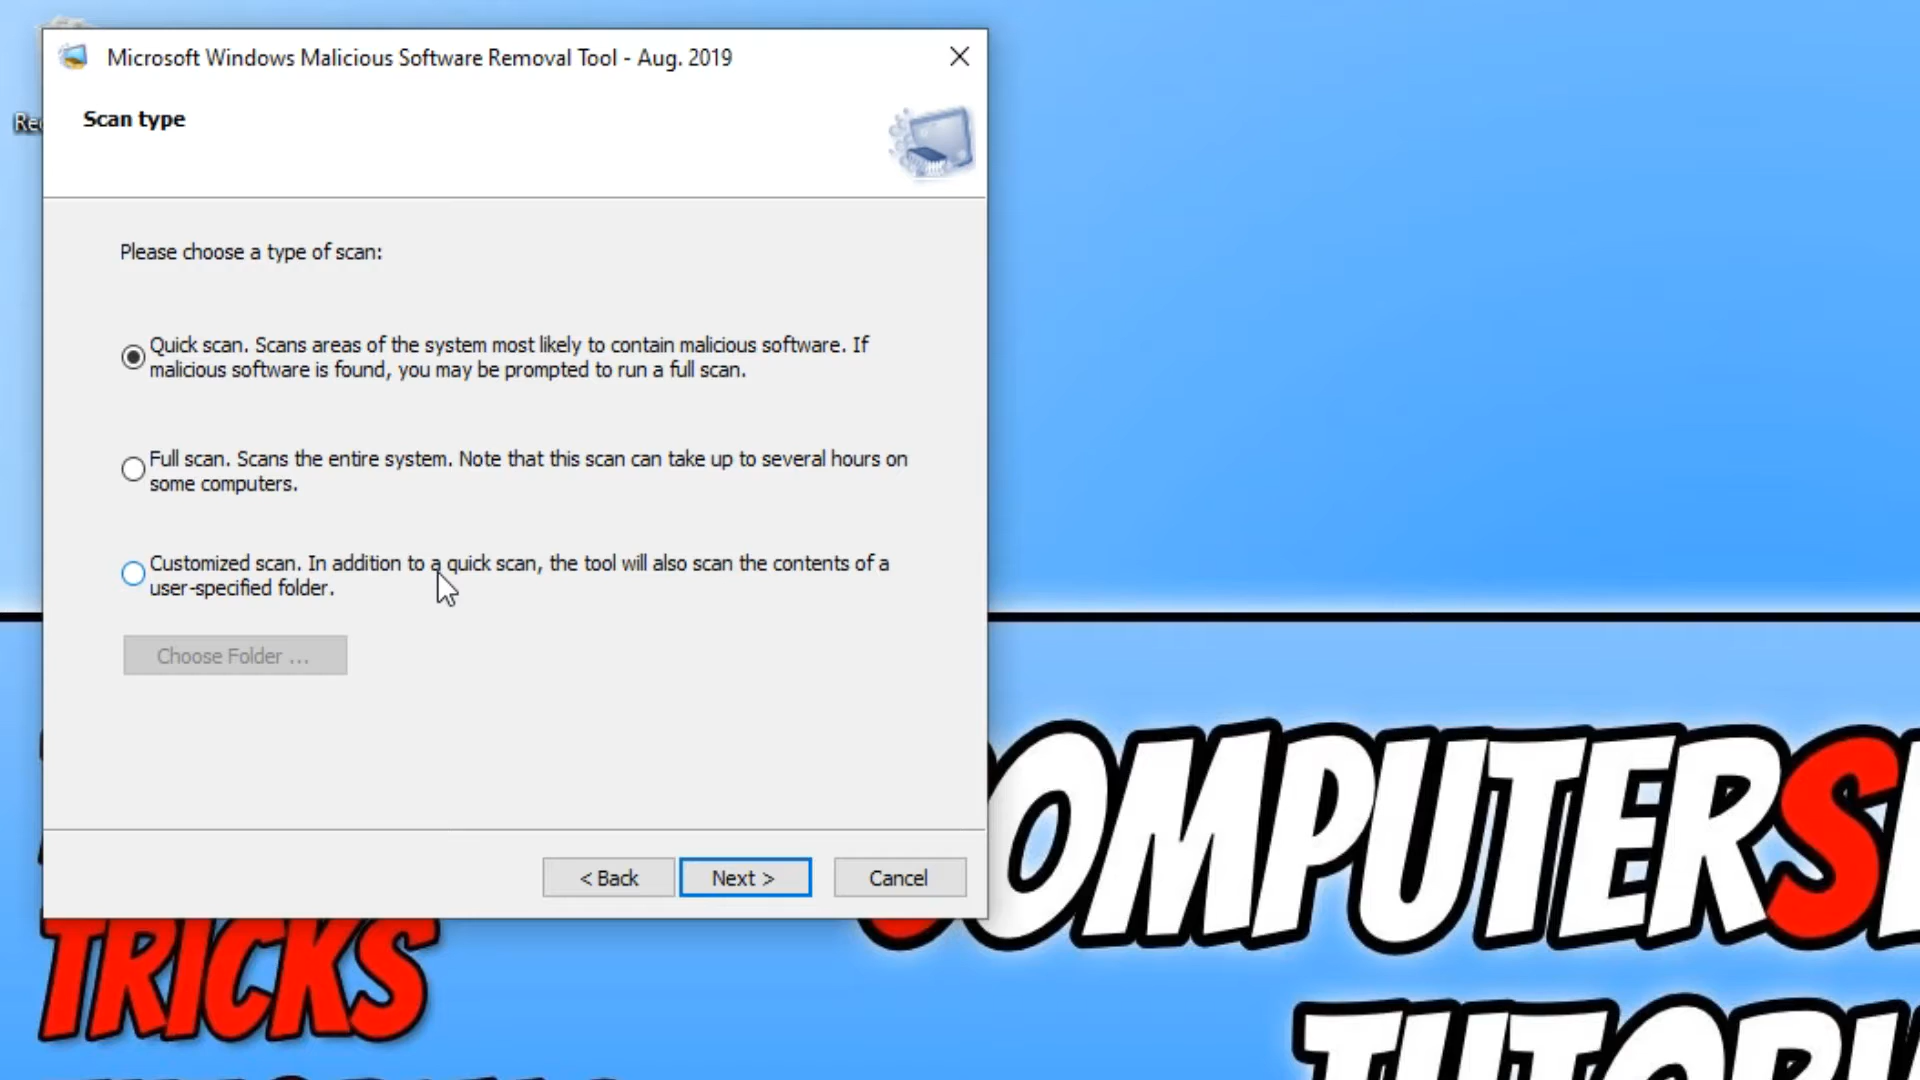 Microsoft Windows Malicious Software Removal Tool - Aug. 2019
Scan type
Please choose a type of scan:
Quick scan. Scans areas of the system most likely to contain malicious software. If
malicious software is found, you may be prompted to run a full scan.
Full scan. Scans the entire system. Note that this scan can take up to several hours on
some computers.
Customized scan. In addition to a quick scan, the tool will also scan the contents of a
user-specified folder.
Choose Folder ...
< Back
Next >
Cancel
Rec
COMPUTERS
TRICKS
TUTORI